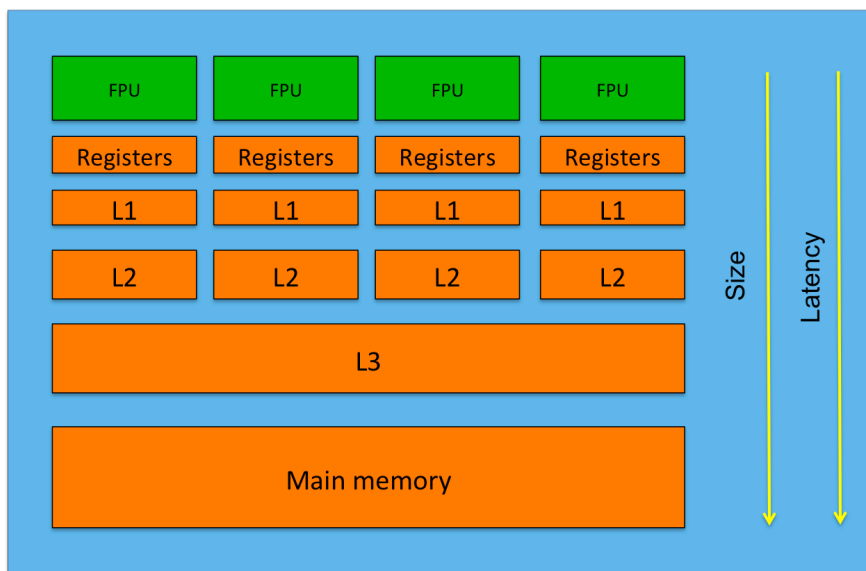 FPU FPU FPU FPU
Registers Registers Registers Registers
L1 L1 L1 L1
L2 L2 L2 L2
L3
Main memory
Size
Latency